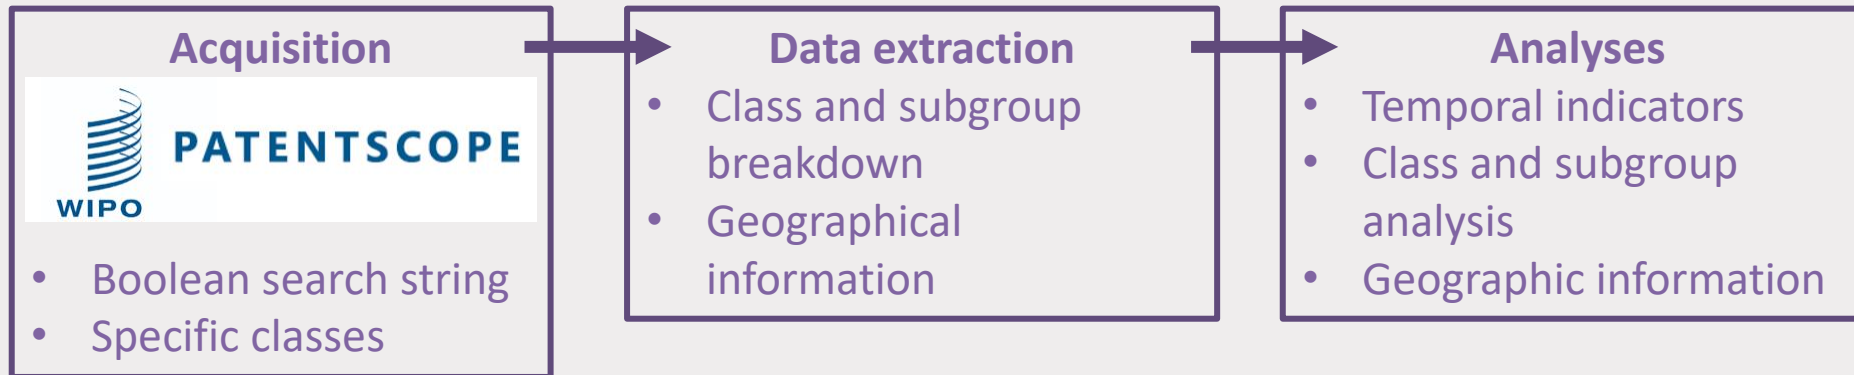 Acquisition
WIPO
PATENTSCOPE
• Boolean search string
• Specific classes
Data extraction
• Class and subgroup
breakdown
• Geographical
information
Analyses
• Temporal indicators
• Class and subgroup
analysis
• Geographic information